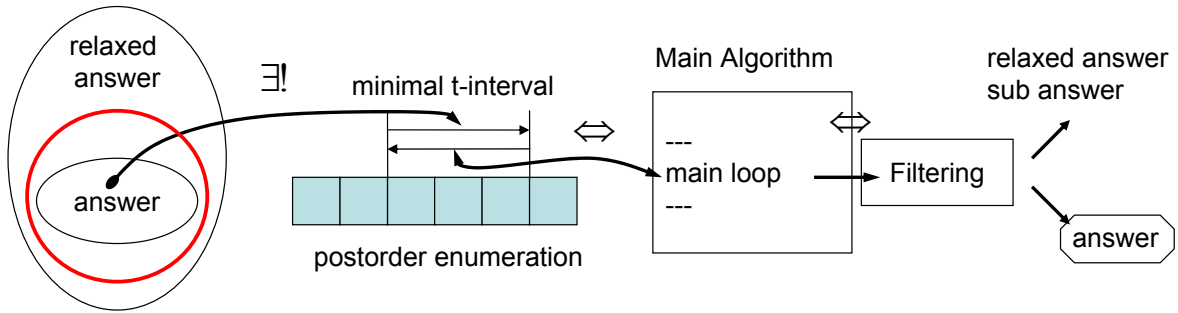 relaxed
answer
answer
∃!
minimal t-interval
postorder enumeration
⇔
Main Algorithm
---
main loop
---
⇔
Filtering
relaxed answer
sub answer
answer